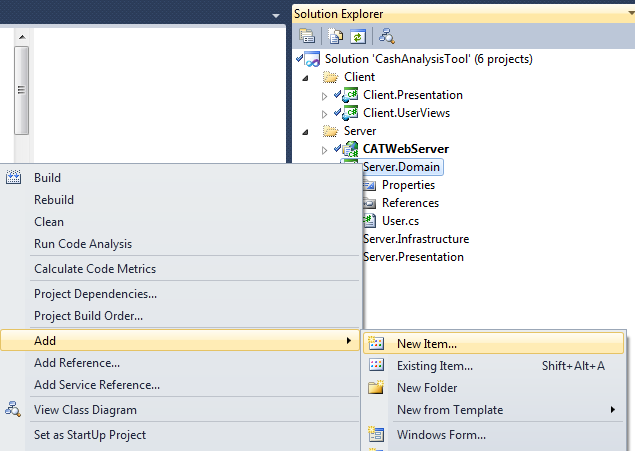 Solution Explorer
Solution 'CashAnalysisTool' (6 projects)
Client
Client.Presentation
Client.UserViews
Server
CATWebServer
Server.Domain
Properties
References
User.cs
Server.Infrastructure
Server.Presentation
Build
Rebuild
Clean
Run Code Analysis
Calculate Code Metrics
Project Dependencies...
Project Build Order...
Add
Add Reference...
Add Service Reference...
View Class Diagram
Set as StartUp Project
New Item...
Existing Item... Shift+Alt+A
New Folder
New from Template
Windows Form...